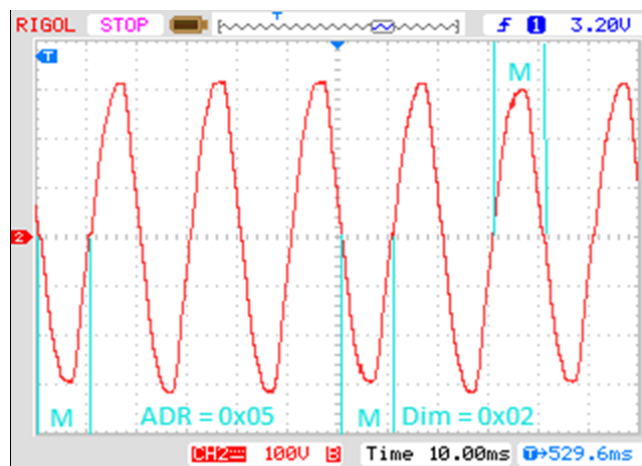 RIGOL STOP T 1 3.20V
T
M
2
M ADR = 0x05 M Dim = 0x02
CH2 100V B Time 10.00ms T→529.6ms